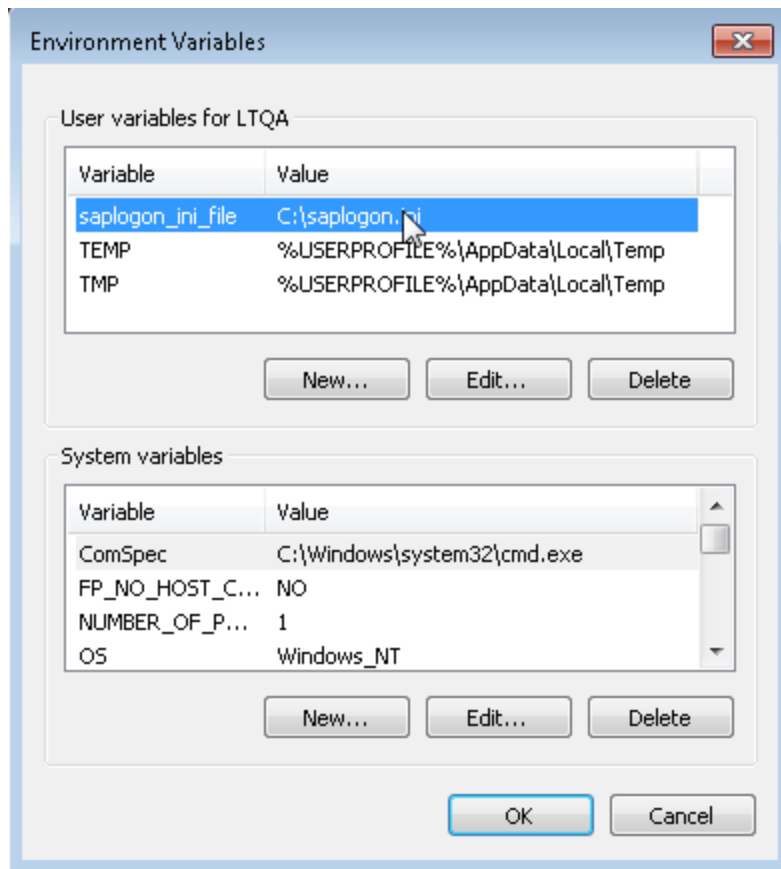 Environment Variables
User variables for LTQA
Variable Value
saplogon_ini_file C:\saplogon.ini
TEMP %USERPROFILE%\AppData\Local\Temp
TMP %USERPROFILE%\AppData\Local\Temp
New... Edit... Delete
System variables
Variable Value
ComSpec C:\Windows\system32\cmd.exe
FP_NO_HOST_C... NO
NUMBER_OF_P... 1
OS Windows_NT
New... Edit... Delete
OK Cancel